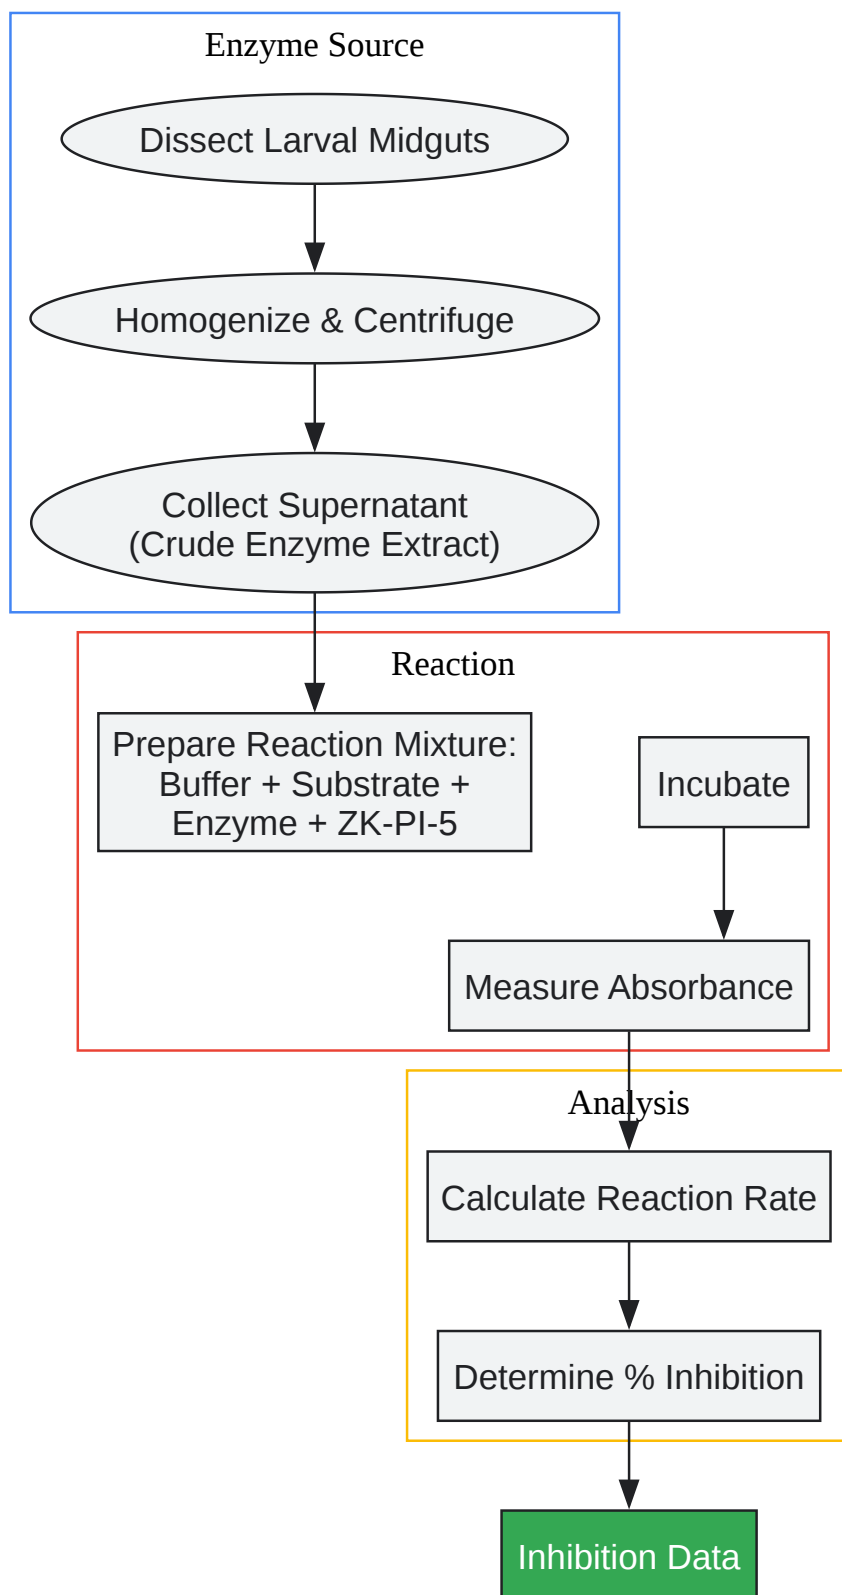 Enzyme Source
Dissect Larval Midguts
Homogenize & Centrifuge
Collect Supernatant
(Crude Enzyme Extract)
Reaction
Prepare Reaction Mixture:
Buffer + Substrate +
Enzyme + ZK-PI-5
Incubate
Measure Absorbance
Analysis
Calculate Reaction Rate
Determine % Inhibition
Inhibition Data